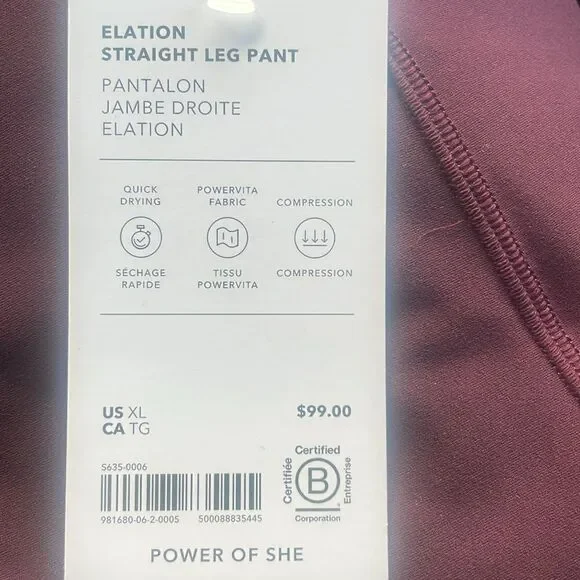 ELATION
STRAIGHT LEG PANT
PANTALON
JAMBE DROITE
ELATION
QUICK
DRYING
POWERVITA
FABRIC
COMPRESSION
SÉCHAGE
RAPIDE
TISSU
POWERVITA
COMPRESSION
US XL
CA TG
$99.00
S635-0006
981680-06-2-0005 500088835445
Certified
Certifiée
B
Entreprise
Corporation
POWER OF SHE